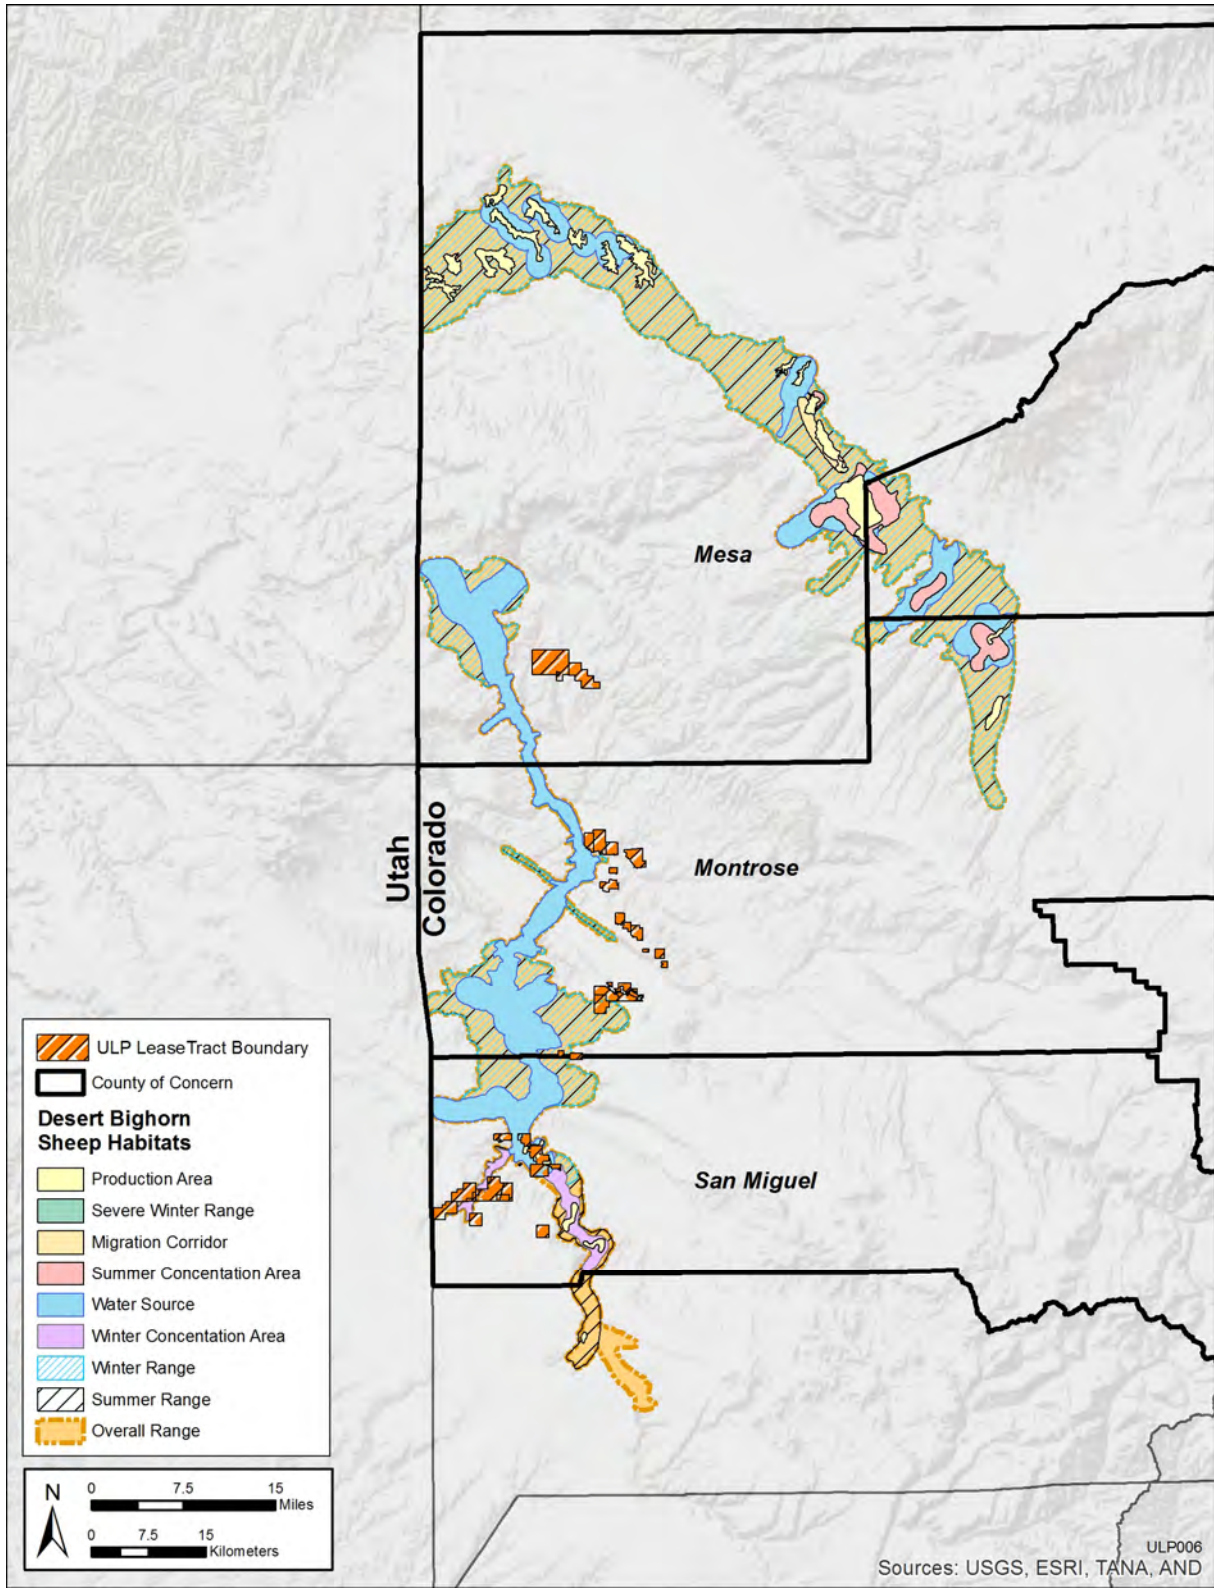 Mesa
Utah
Colorado
Montrose
San Miguel
ULP LeaseTract Boundary
County of Concern
Desert Bighorn
Sheep Habitats
Production Area
Severe Winter Range
Migration Corridor
Summer Concentation Area
Water Source
Winter Concentation Area
Winter Range
Summer Range
Overall Range
N
0 7.5 15
Miles
0 7.5 15
Kilometers
ULP006
Sources: USGS, ESRI, TANA, AND